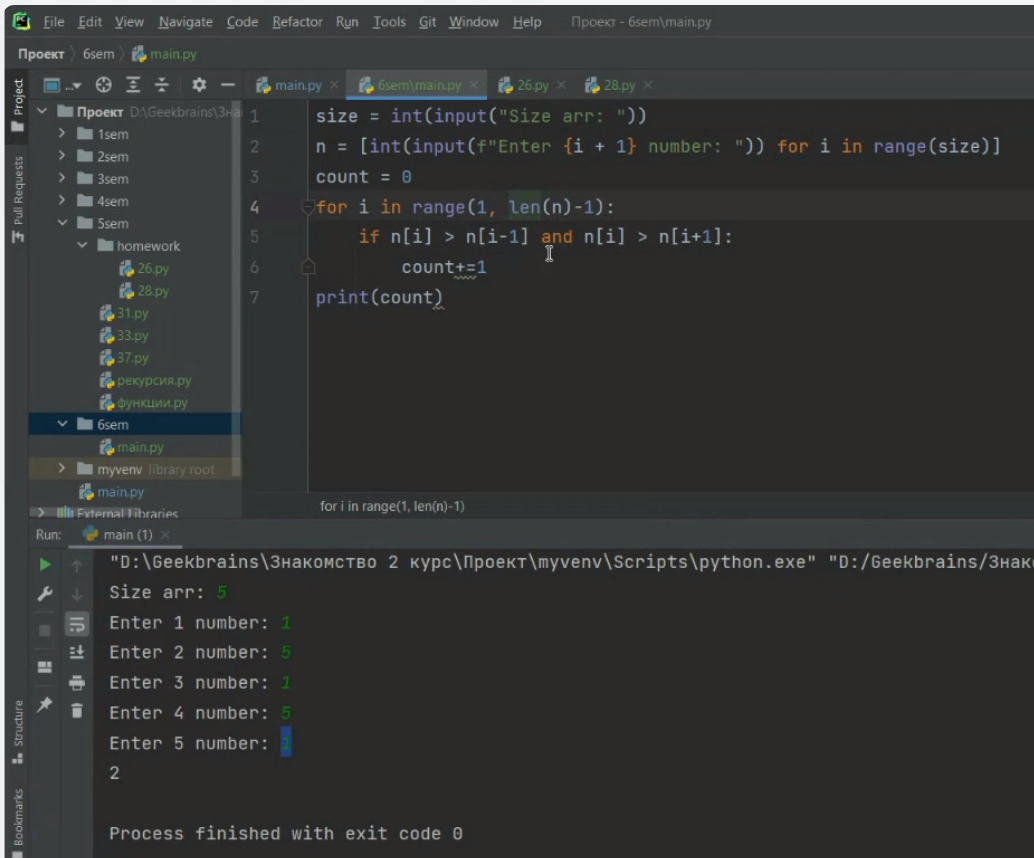 File Edit View Navigate Code Refactor Run Tools Git Window Help Проект - 6sem\main.py
Проект 6sem main.py
Project
... main.py 6sem\main.py 26.py 28.py
Проект D:\Geekbrains\Зна
1sem
2sem
3sem
4sem
5sem
homework
26.py
28.py
31.py
33.py
37.py
рекурсия.py
функции.py
6sem
main.py
myvenv library root
main.py
External Libraries
Pull Requests
1 size = int(input("Size arr: "))
2 n = [int(input(f"Enter {i + 1} number: ")) for i in range(size)]
3 count = 0
4 for i in range(1, len(n)-1):
5 if n[i] > n[i-1] and n[i] > n[i+1]:
6 count+=1
7 print(count)
for i in range(1, len(n)-1)
Run: main (1)
"D:\Geekbrains\Знакомство 2 курс\Проект\myvenv\Scripts\python.exe" "D:/Geekbrains/Знако
Size arr: 5
Enter 1 number: 1
Enter 2 number: 5
Enter 3 number: 1
Enter 4 number: 5
Enter 5 number: 1
2
Process finished with exit code 0
Structure
Bookmarks